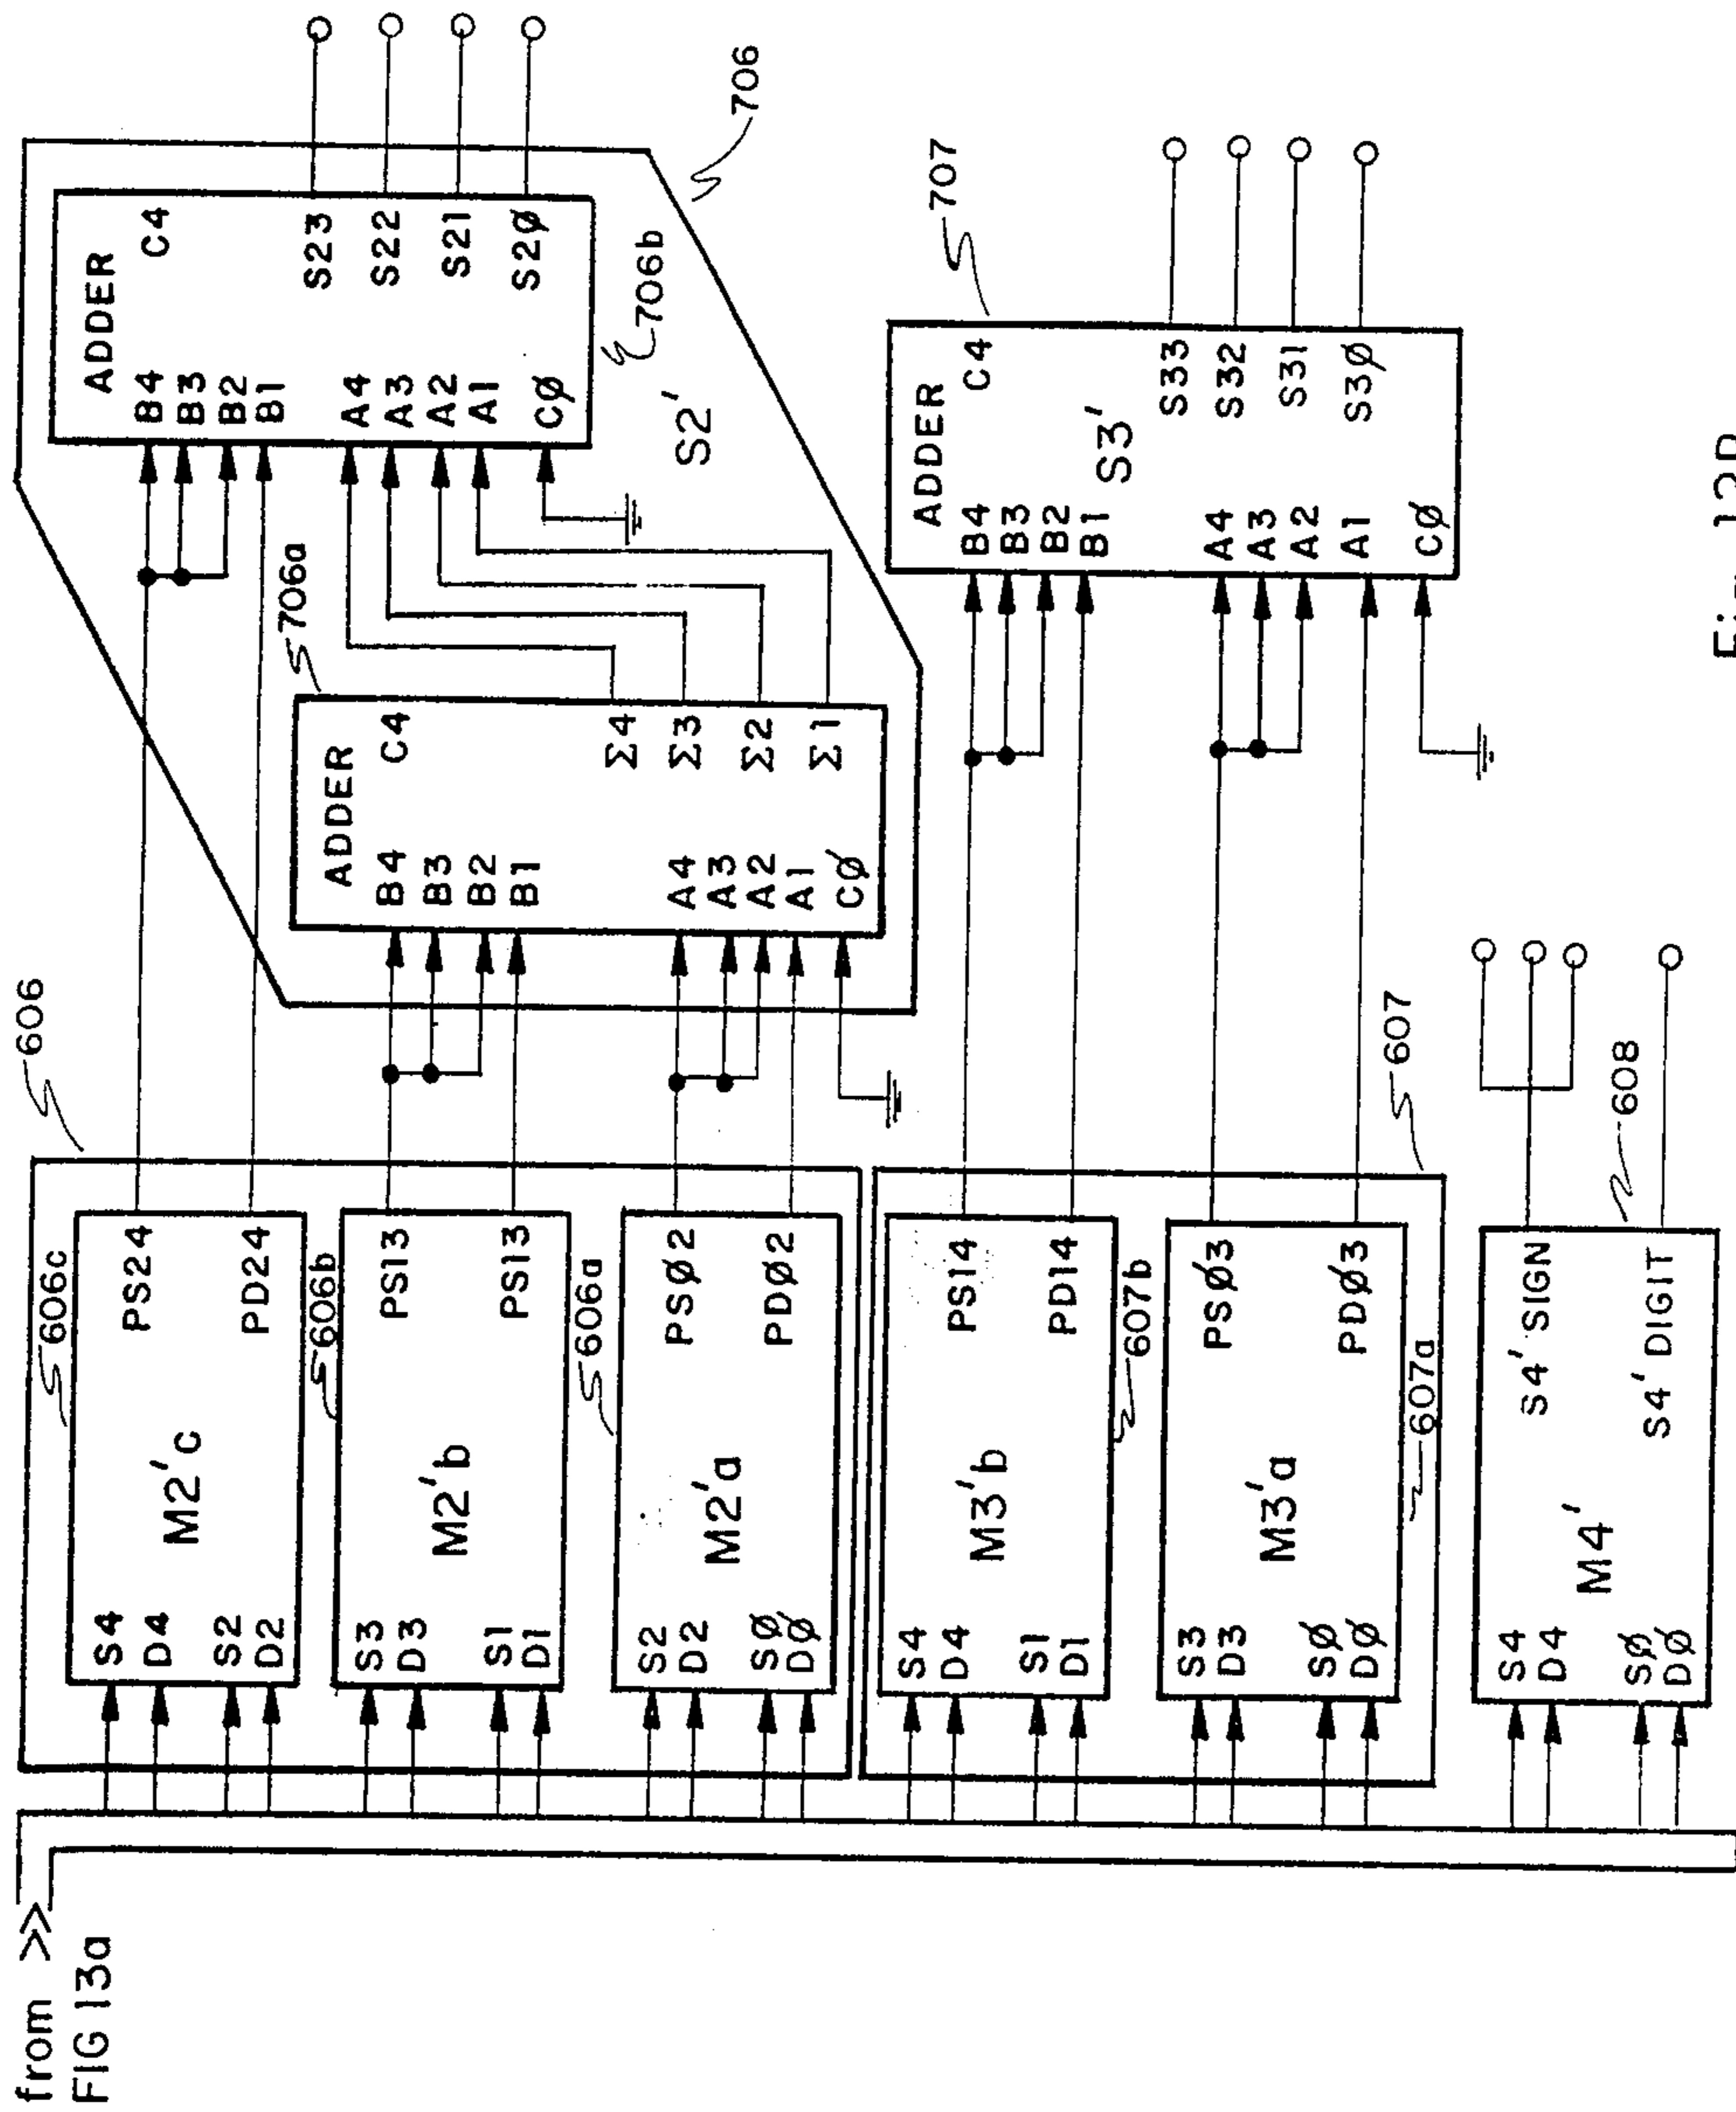 from >>
FIG 13a
606
606c
S4
D4
S2
D2
M2'c
PS24
PD24
606b
S3
D3
S1
D1
M2'b
PS13
PS13
606a
S2
D2
SØ
DØ
M2'a
PSØ2
PDØ2
607
S4
D4
S1
D1
M3'b
PS14
PD14
607b
S3
D3
SØ
DØ
M3'a
PSØ3
PDØ3
607a
S4
D4
SØ
DØ
M4'
S4' SIGN
S4' DIGIT
608
706
706a
ADDER
B4
B3
B2
B1
A4
A3
A2
A1
CØ
C4
Σ4
Σ3
Σ2
Σ1
ADDER
B4
B3
B2
B1
A4
A3
A2
A1
CØ
C4
S23
S22
S21
S2Ø
706b
S2'
707
ADDER
B4
B3
B2
B1
A4
A3
A2
A1
CØ
S3'
C4
S33
S32
S31
S3Ø